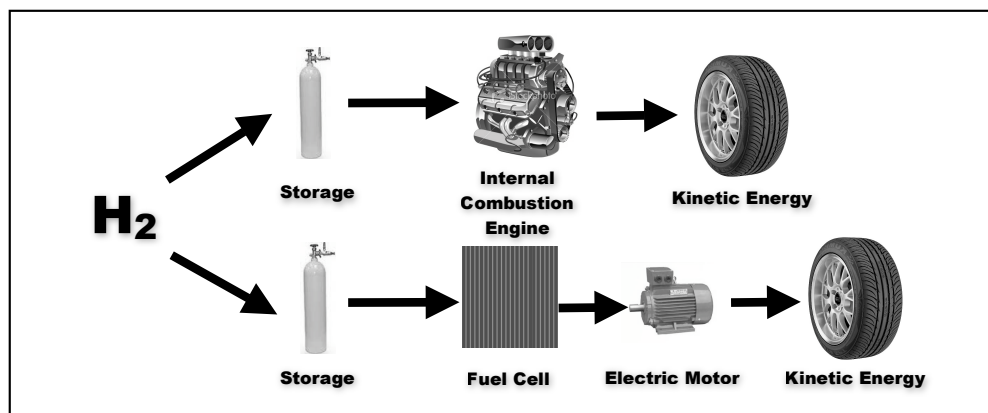 H2
Storage
Internal
Combustion
Engine
Kinetic Energy
Storage
Fuel Cell
Electric Motor
Kinetic Energy